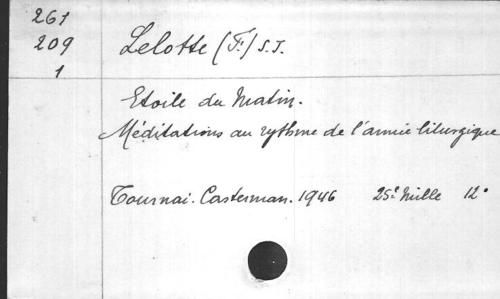 261
209
1
Lelotte (F.) S.J.
Etoile du Matin.
Méditations au rythme de l'année liturgique
Tournai. Casterman. 1946 25e Mille 12°